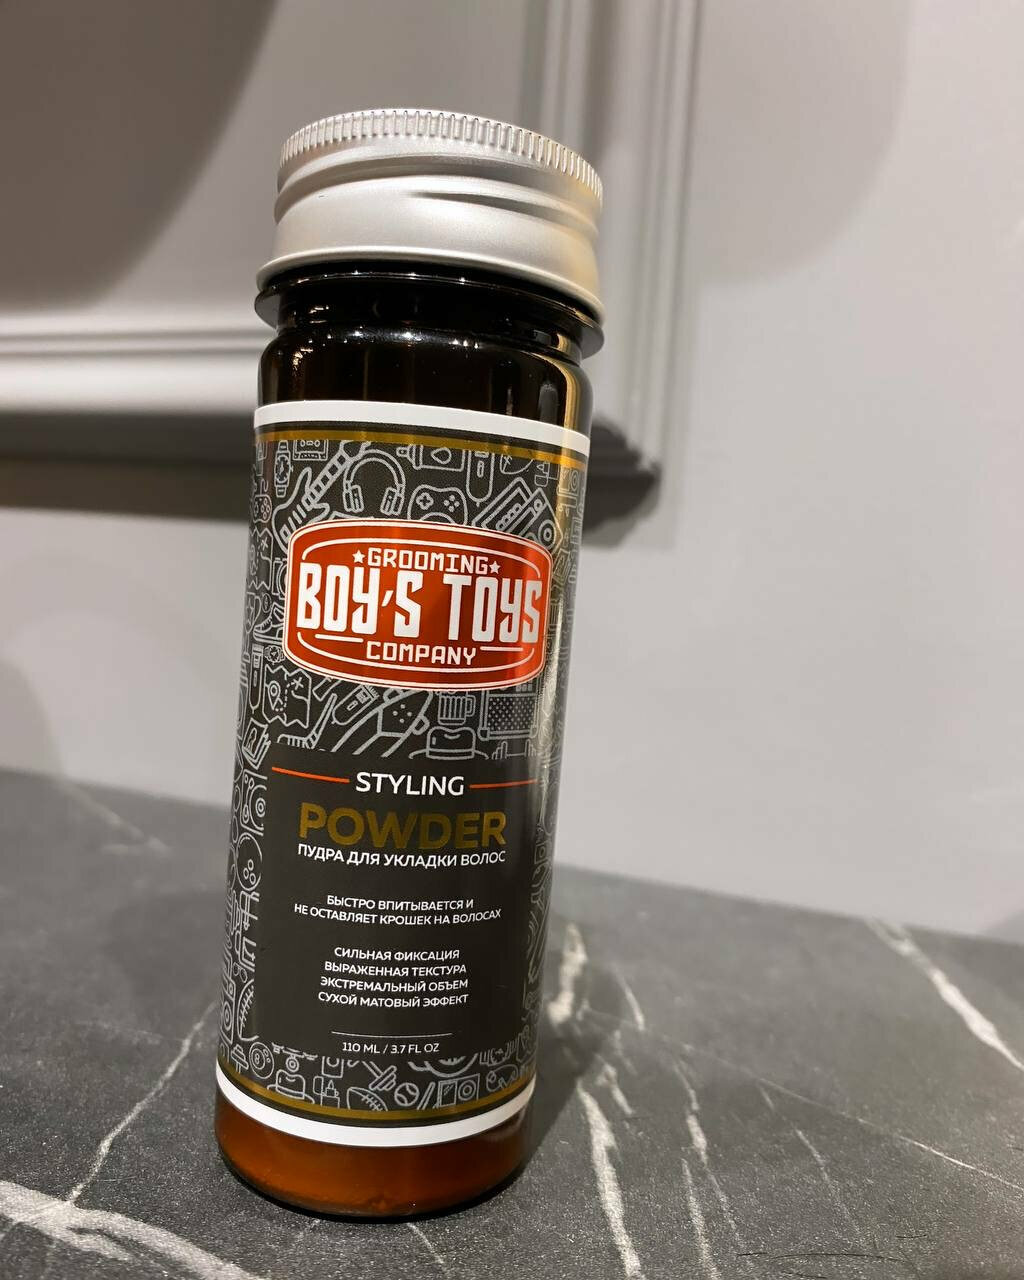 GROOMING
BOY'S TOYS
COMPANY
STYLING
POWDER
ПУДРА ДЛЯ УКЛАДКИ ВОЛОС
БЫСТРО ВПИТЫВАЕТСЯ И
НЕ ОСТАВЛЯЕТ КРОШЕК НА ВОЛОСАХ
СИЛЬНАЯ ФИКСАЦИЯ
ВЫРАЖЕННАЯ ТЕКСТУРА
ЭКСТРЕМАЛЬНЫЙ ОБЪЕМ
СУХОЙ МАТОВЫЙ ЭФФЕКТ
110 ML / 3.7 FL OZ